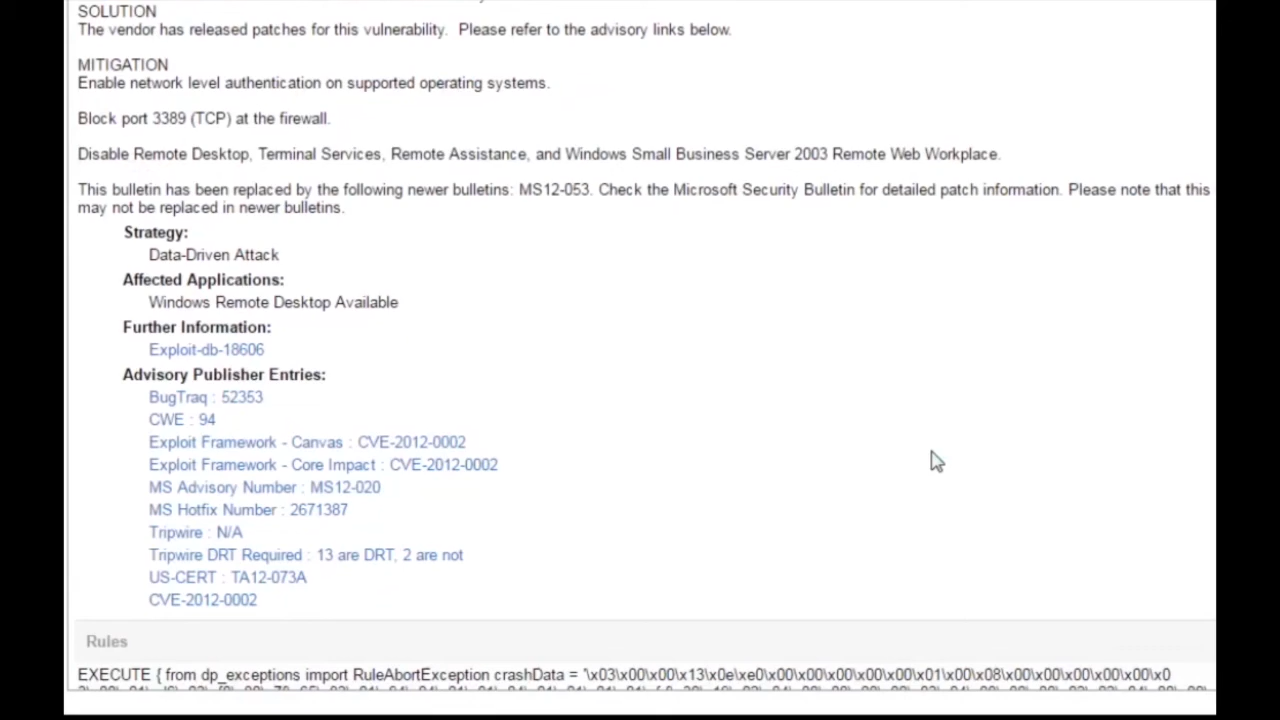 SOLUTION
The vendor has released patches for this vulnerability. Please refer to the advisory links below.
MITIGATION
Enable network level authentication on supported operating systems.
Block port 3389 (TCP) at the firewall.
Disable Remote Desktop, Terminal Services, Remote Assistance, and Windows Small Business Server 2003 Remote Web Workplace.
This bulletin has been replaced by the following newer bulletins: MS12-053. Check the Microsoft Security Bulletin for detailed patch information. Please note that this
may not be replaced in newer bulletins.
Strategy:
Data-Driven Attack
Affected Applications:
Windows Remote Desktop Available
Further Information:
Exploit-db-18606
Advisory Publisher Entries:
BugTraq : 52353
CWE : 94
Exploit Framework - Canvas : CVE-2012-0002
Exploit Framework - Core Impact : CVE-2012-0002
MS Advisory Number : MS12-020
MS Hotfix Number : 2671387
Tripwire : N/A
Tripwire DRT Required : 13 are DRT, 2 are not
US-CERT : TA12-073A
CVE-2012-0002
Rules
EXECUTE { from dp_exceptions import RuleAbortException crashData = '\x03\x00\x00\x13\x0e\xe0\x00\x00\x00\x00\x00\x01\x00\x08\x00\x00\x00\x00\x0